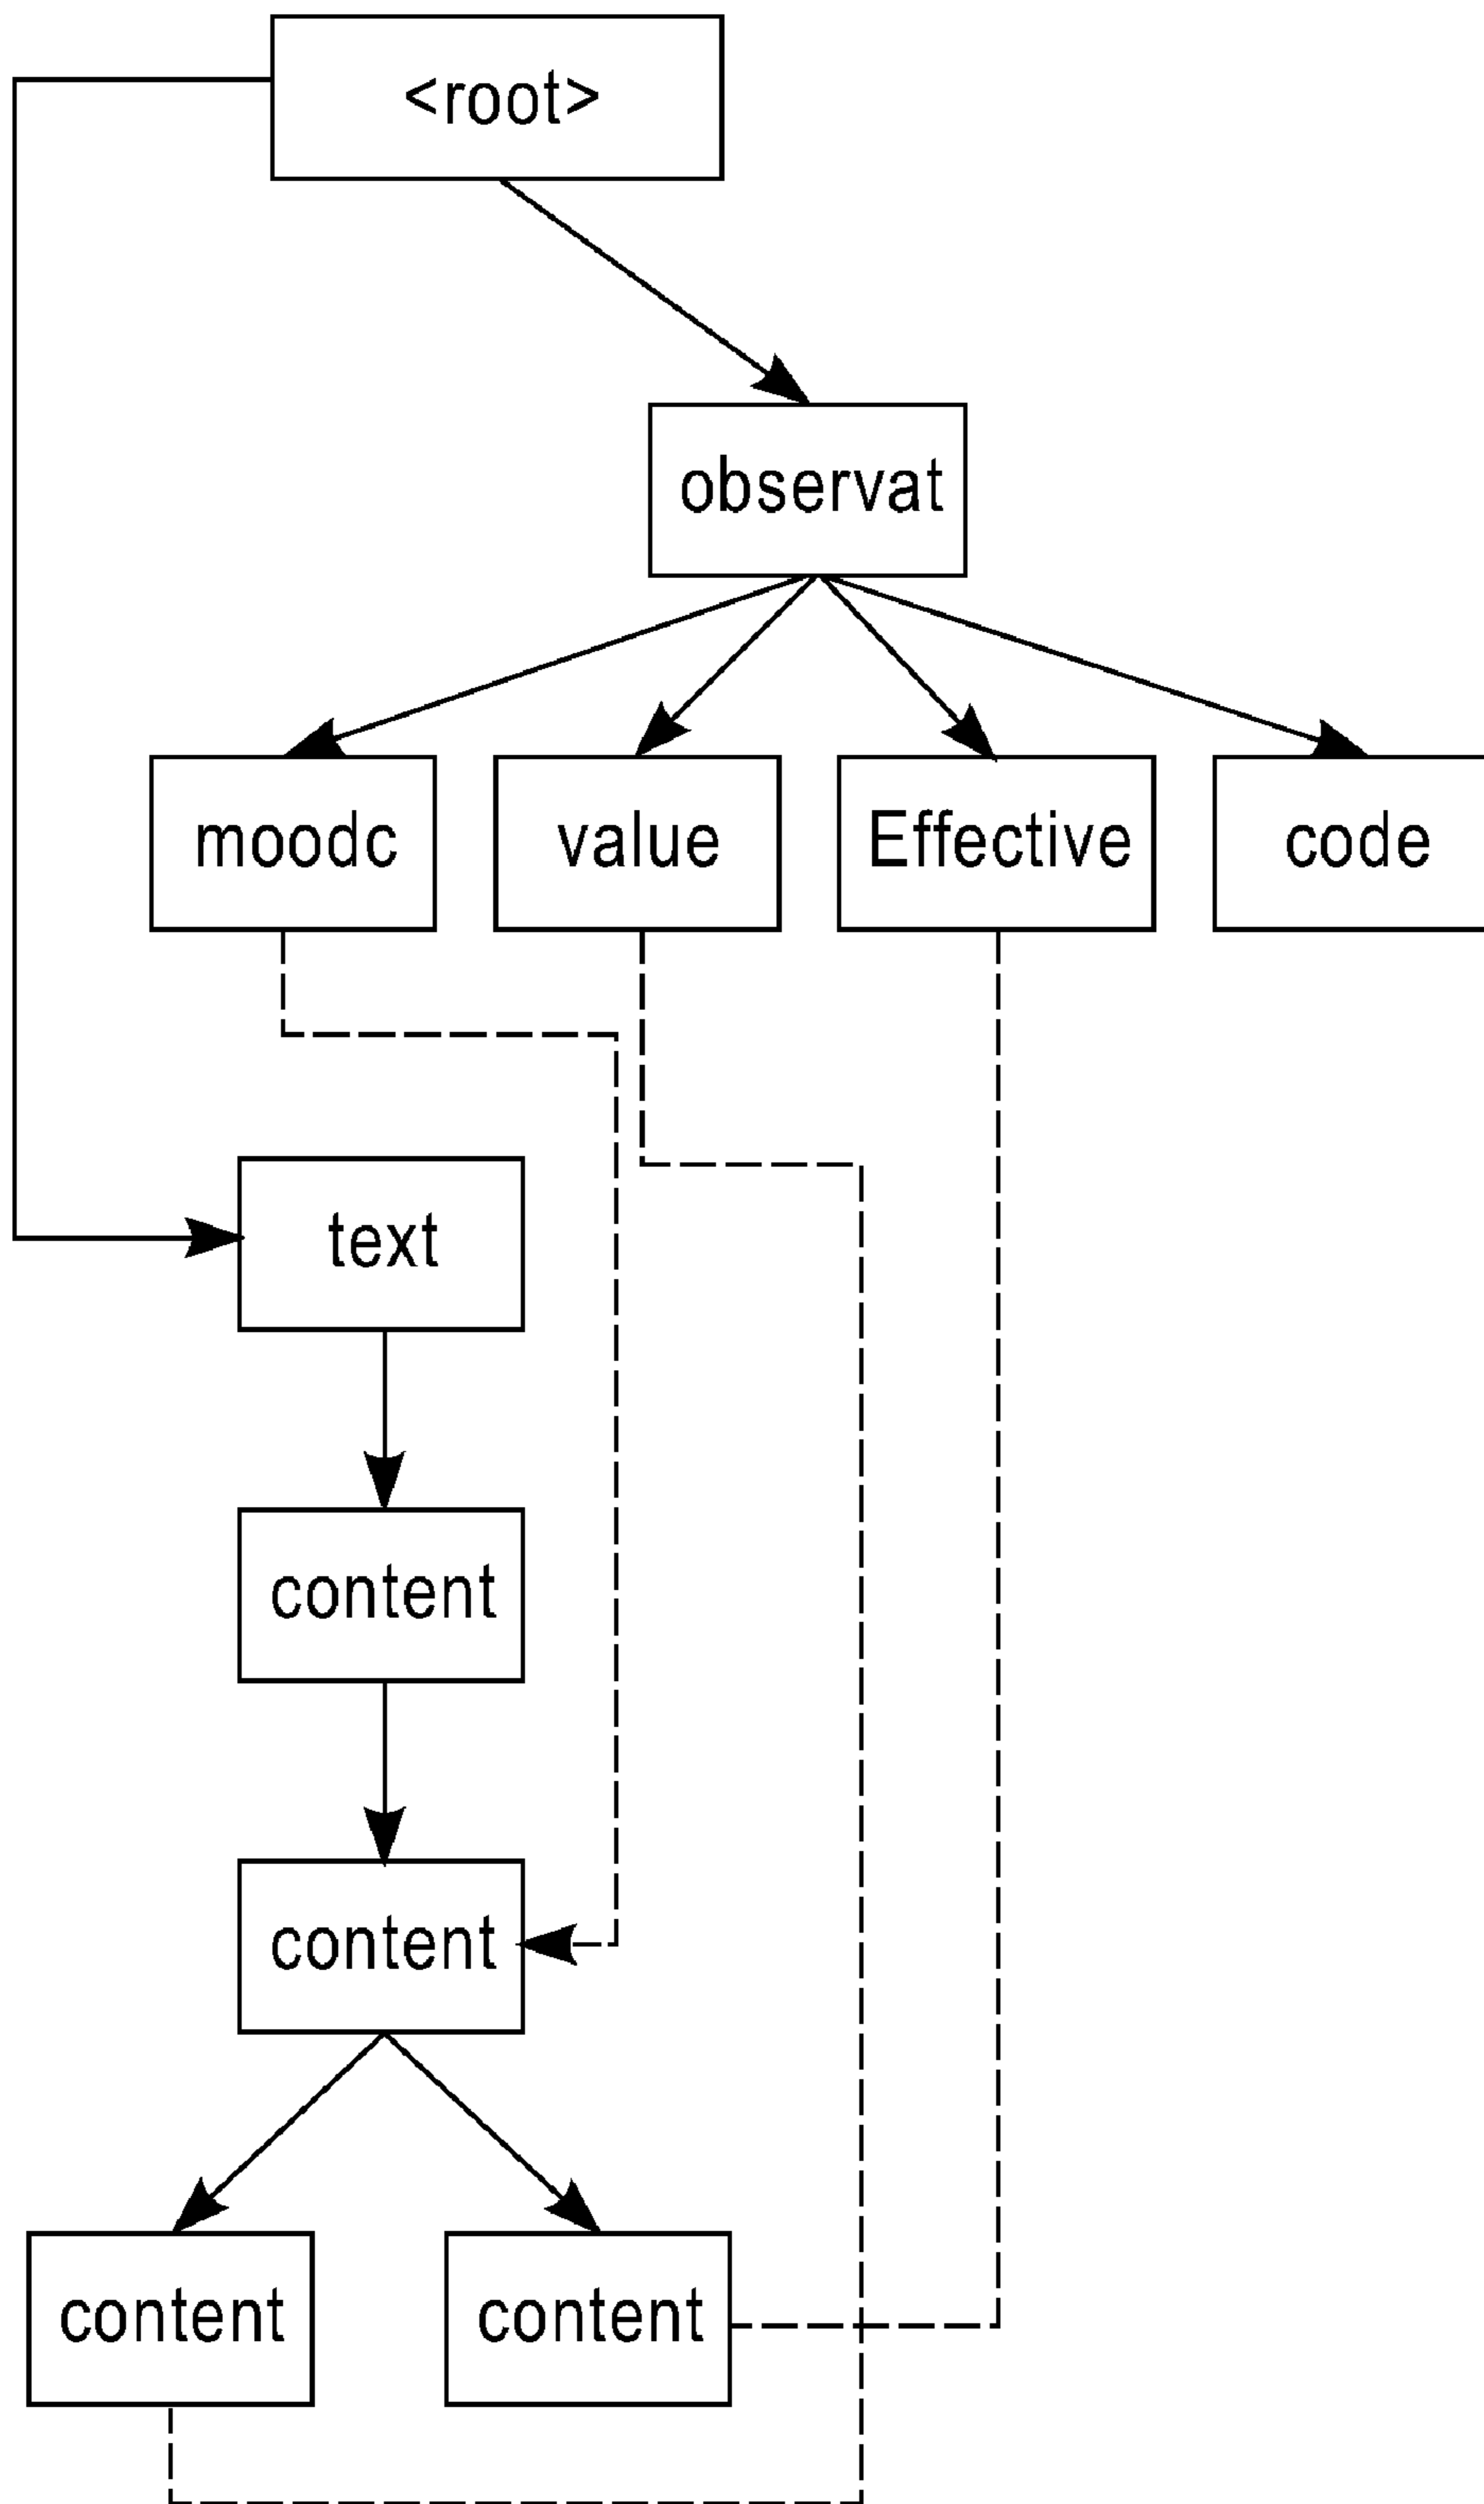 <root>
observat
moodc
value
Effective
code
text
content
content
content
content